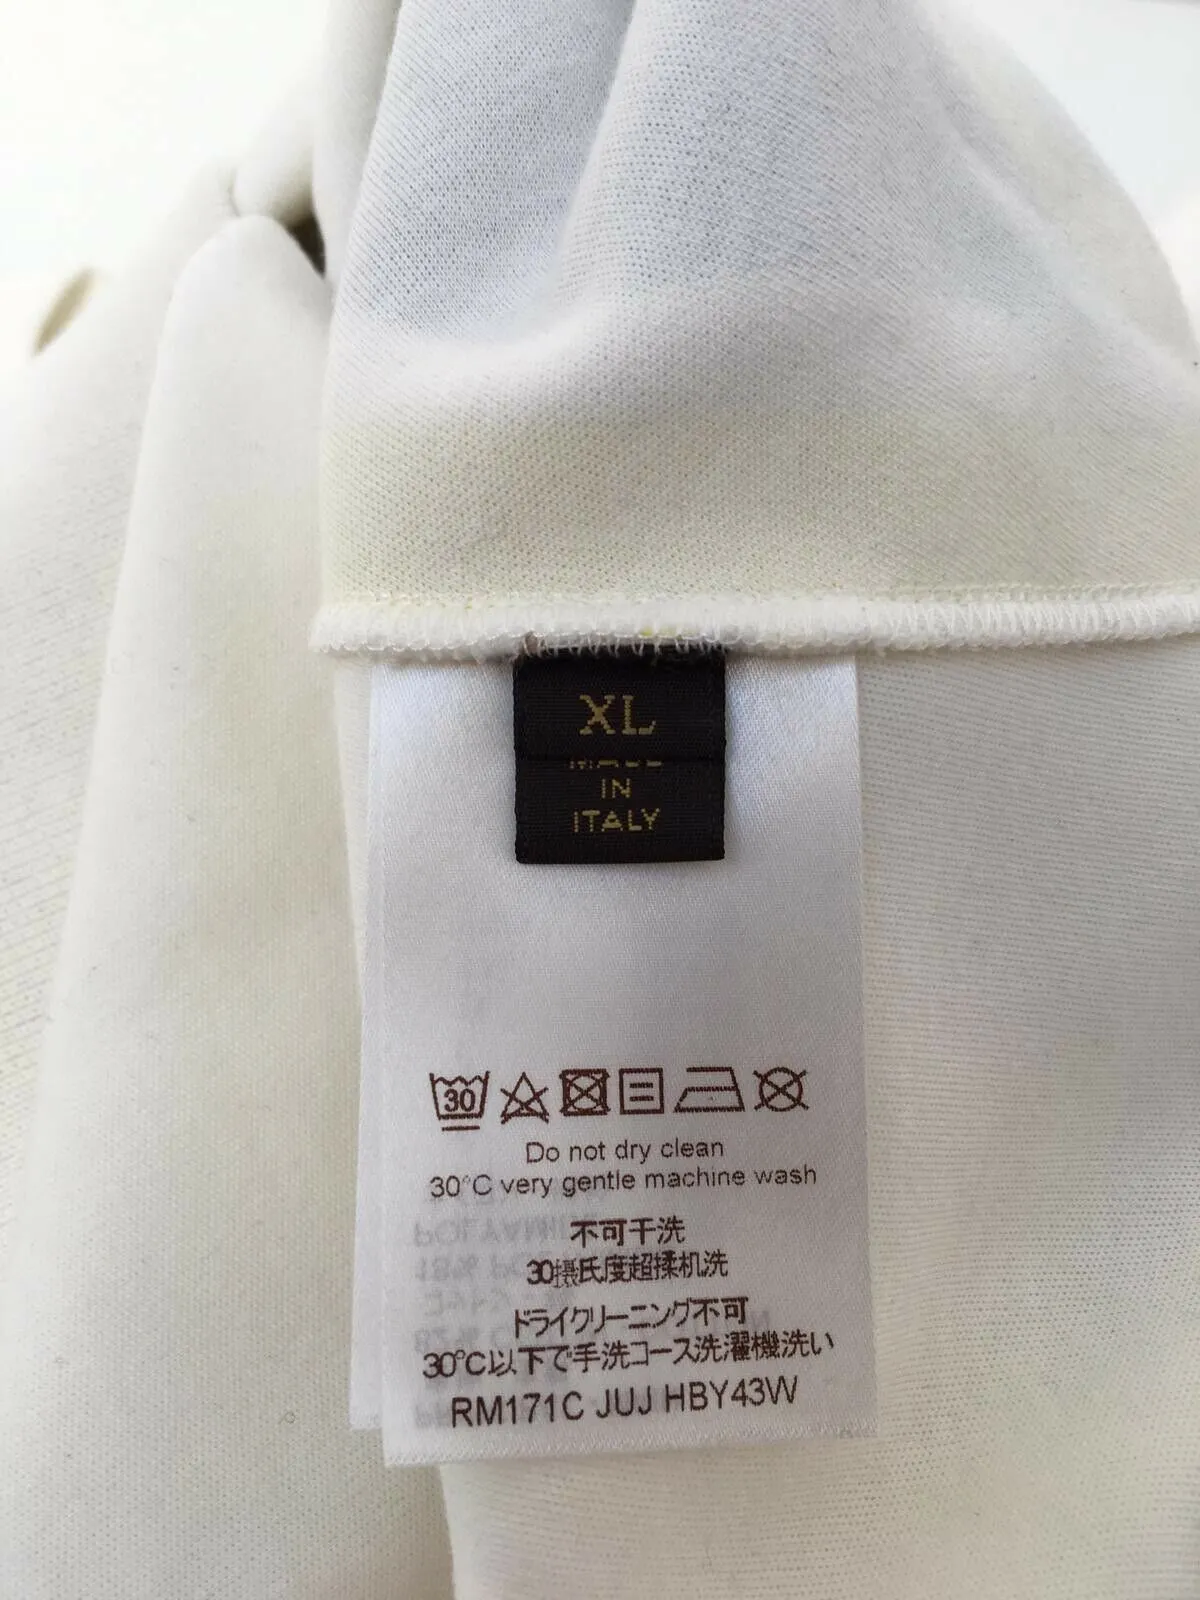 XL
MADE
IN
ITALY
30
Do not dry clean
30°C very gentle machine wash
不可干洗
30摄氏度超揉机洗
ドライクリーニング不可
30℃以下で手洗コース洗濯機洗い
RM171C JUJ HBY43W